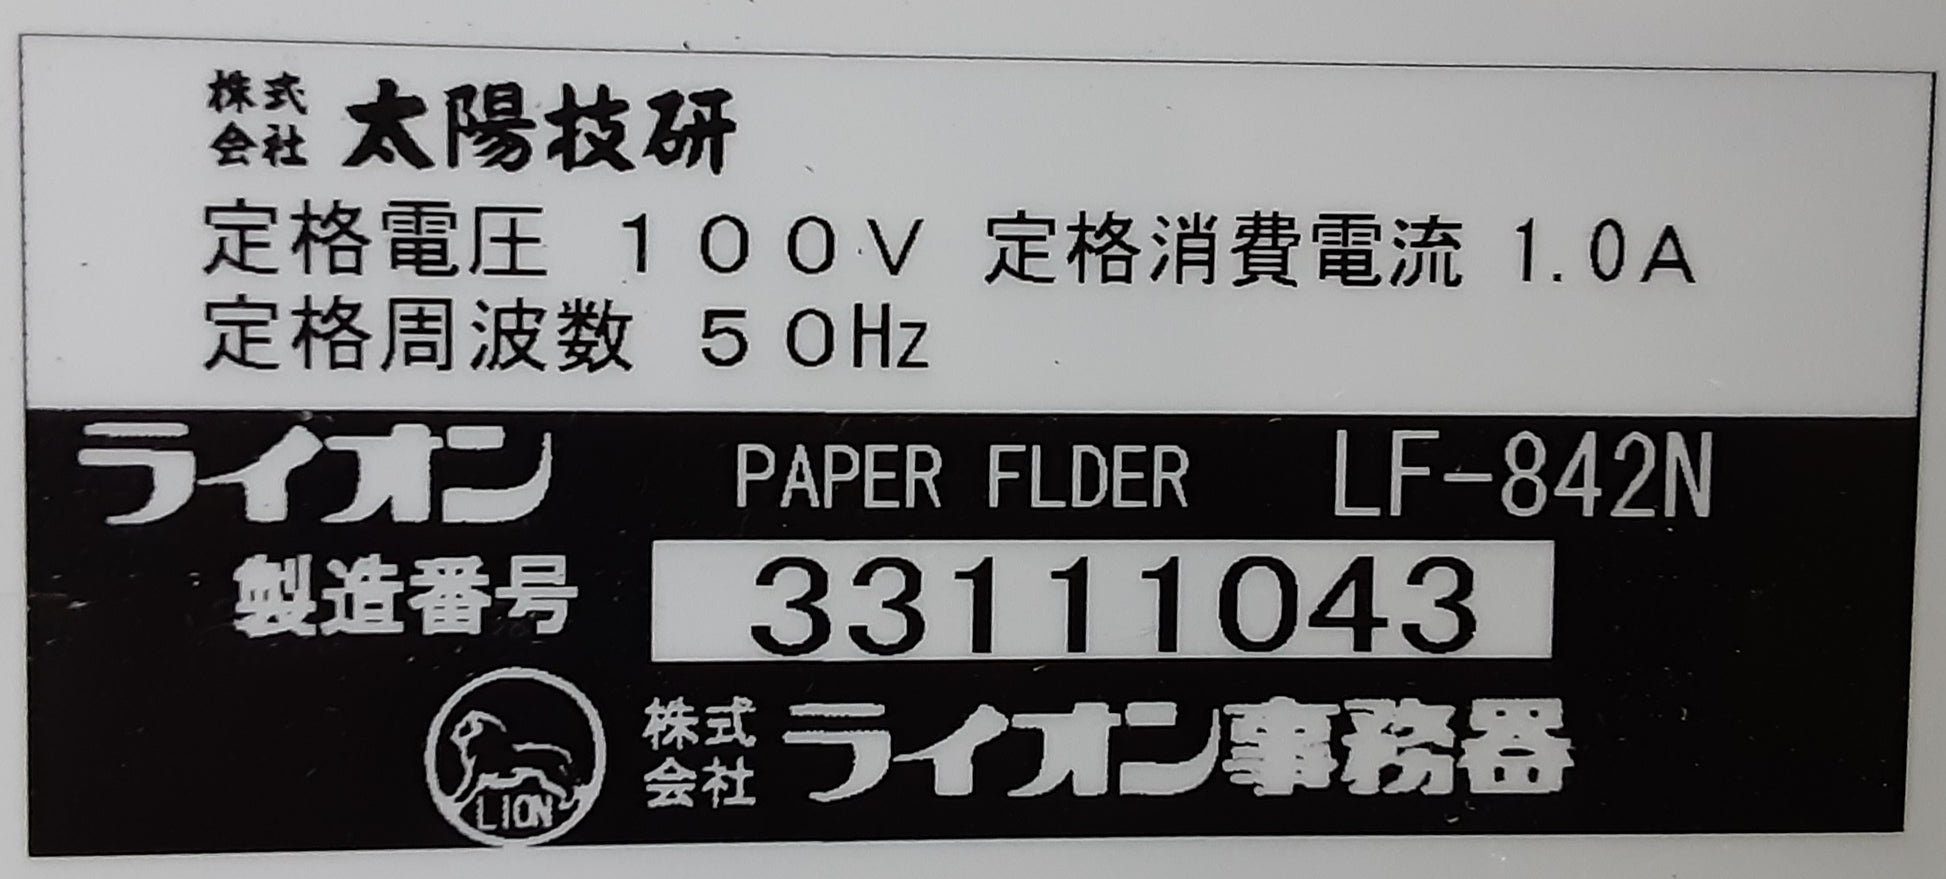 株式会社 太陽技研
定格電圧 100V 定格消費電流 1.0A
定格周波数 50Hz
ライオン PAPER FLDER LF-842N
製造番号 33111043
LION 株式会社 ライオン事務器